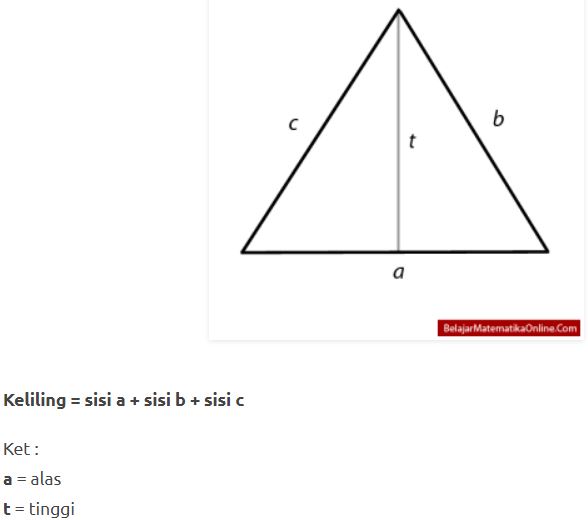 c
b
t
a
BelajarMatematikaOnline.Com
Keliling = sisi a + sisi b + sisi c
Ket :
a = alas
t = tinggi